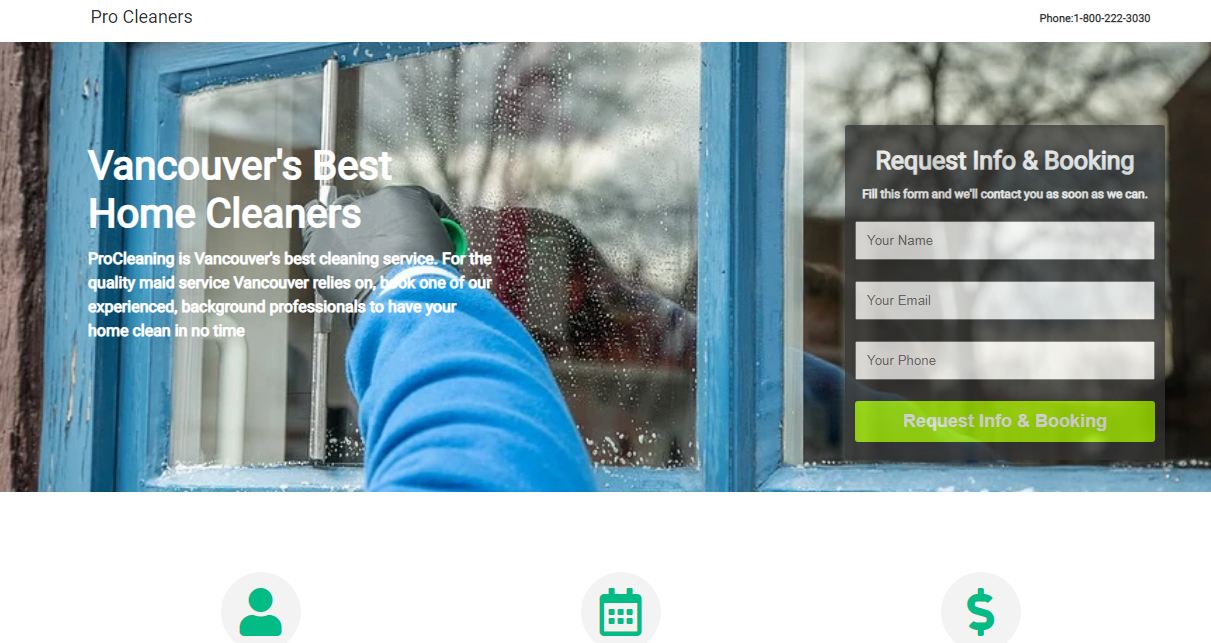 Pro Cleaners
Phone:1-800-222-3030
Vancouver's Best
Home Cleaners
ProCleaning is Vancouver's best cleaning service. For the
quality maid service Vancouver relies on, book one of our
experienced, background professionals to have your
home clean in no time
Request Info & Booking
Fill this form and we'll contact you as soon as we can.
Your Name
Your Email
Your Phone
Request Info & Booking
$